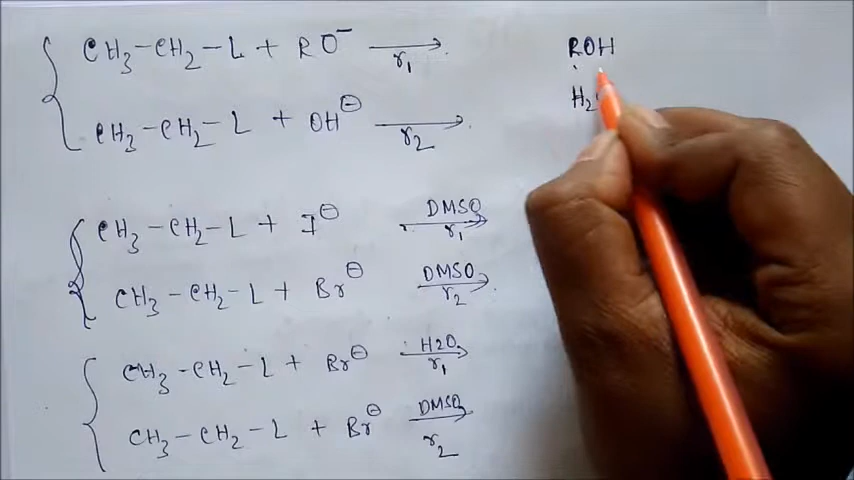 CH3-CH2-L + RO⁻ r1 ROH
H2
CH3-CH2-L + OH⊖ r2
CH3-CH2-L + I⊖ DMSO r1
CH3-CH2-L + Br⊖ DMSO r2
CH3-CH2-L + Br⊖ H2O r1
CH3-CH2-L + Br⊖ DMSO r2